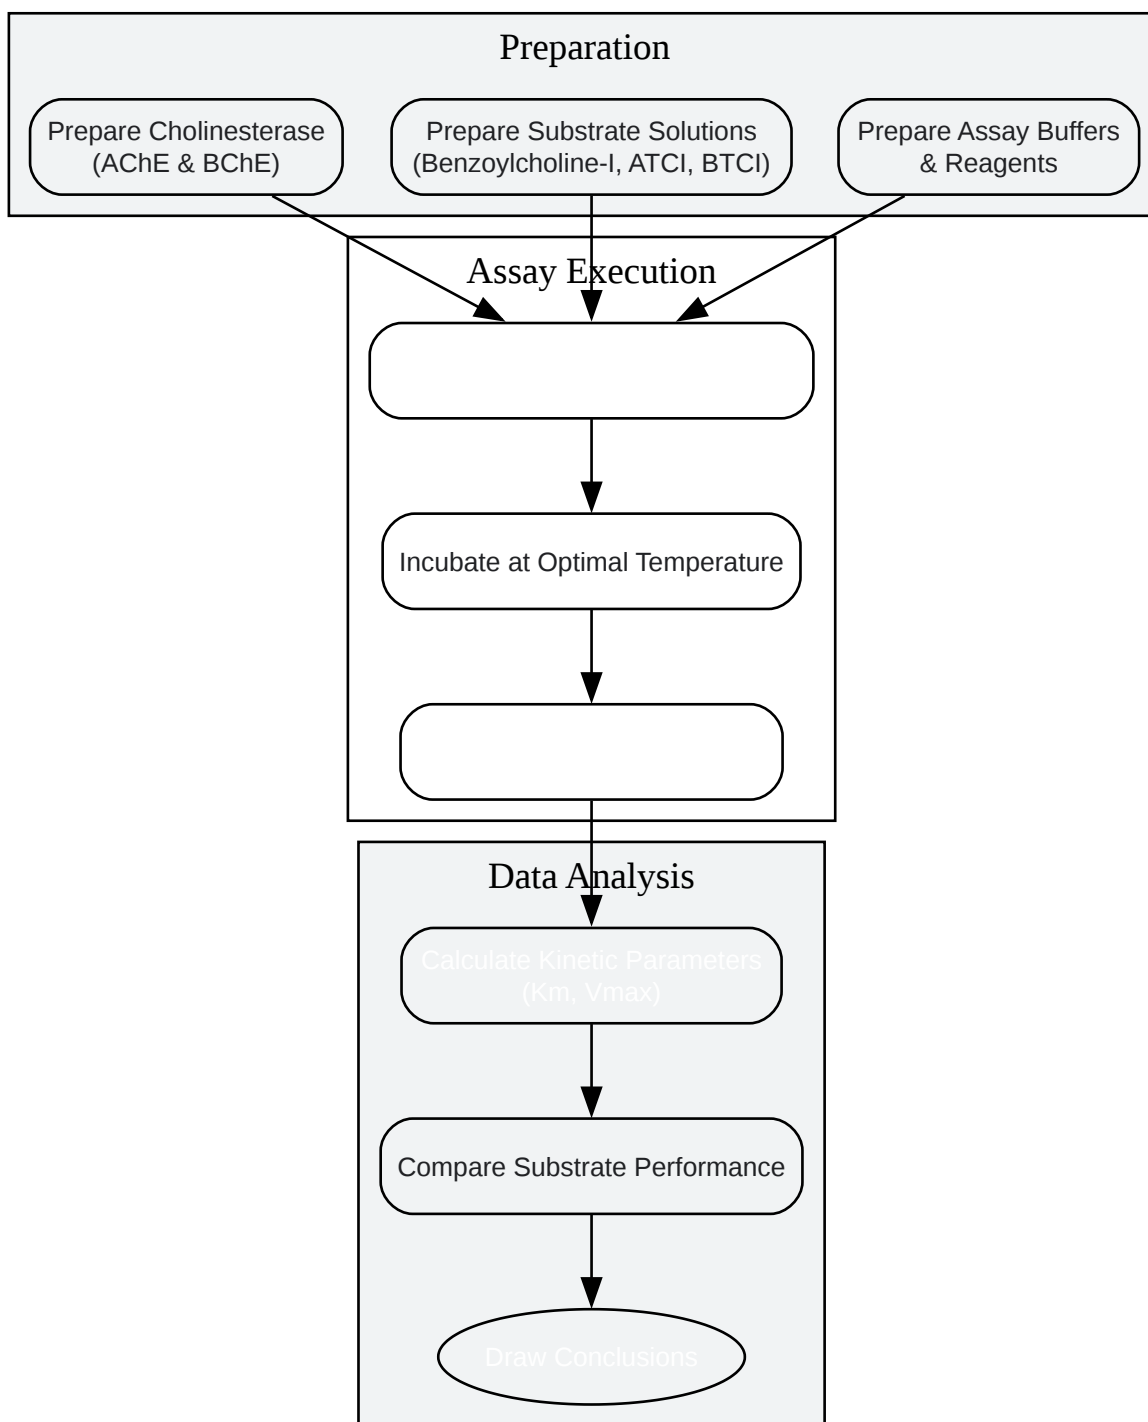 Preparation
Prepare Cholinesterase
(AChE & BChE)
Prepare Substrate Solutions
(Benzoylcholine-I, ATCI, BTCI)
Prepare Assay Buffers
& Reagents
Assay Execution
Incubate at Optimal Temperature
Data Analysis
Calculate Kinetic Parameters
(Km, Vmax)
Compare Substrate Performance
Draw Conclusions